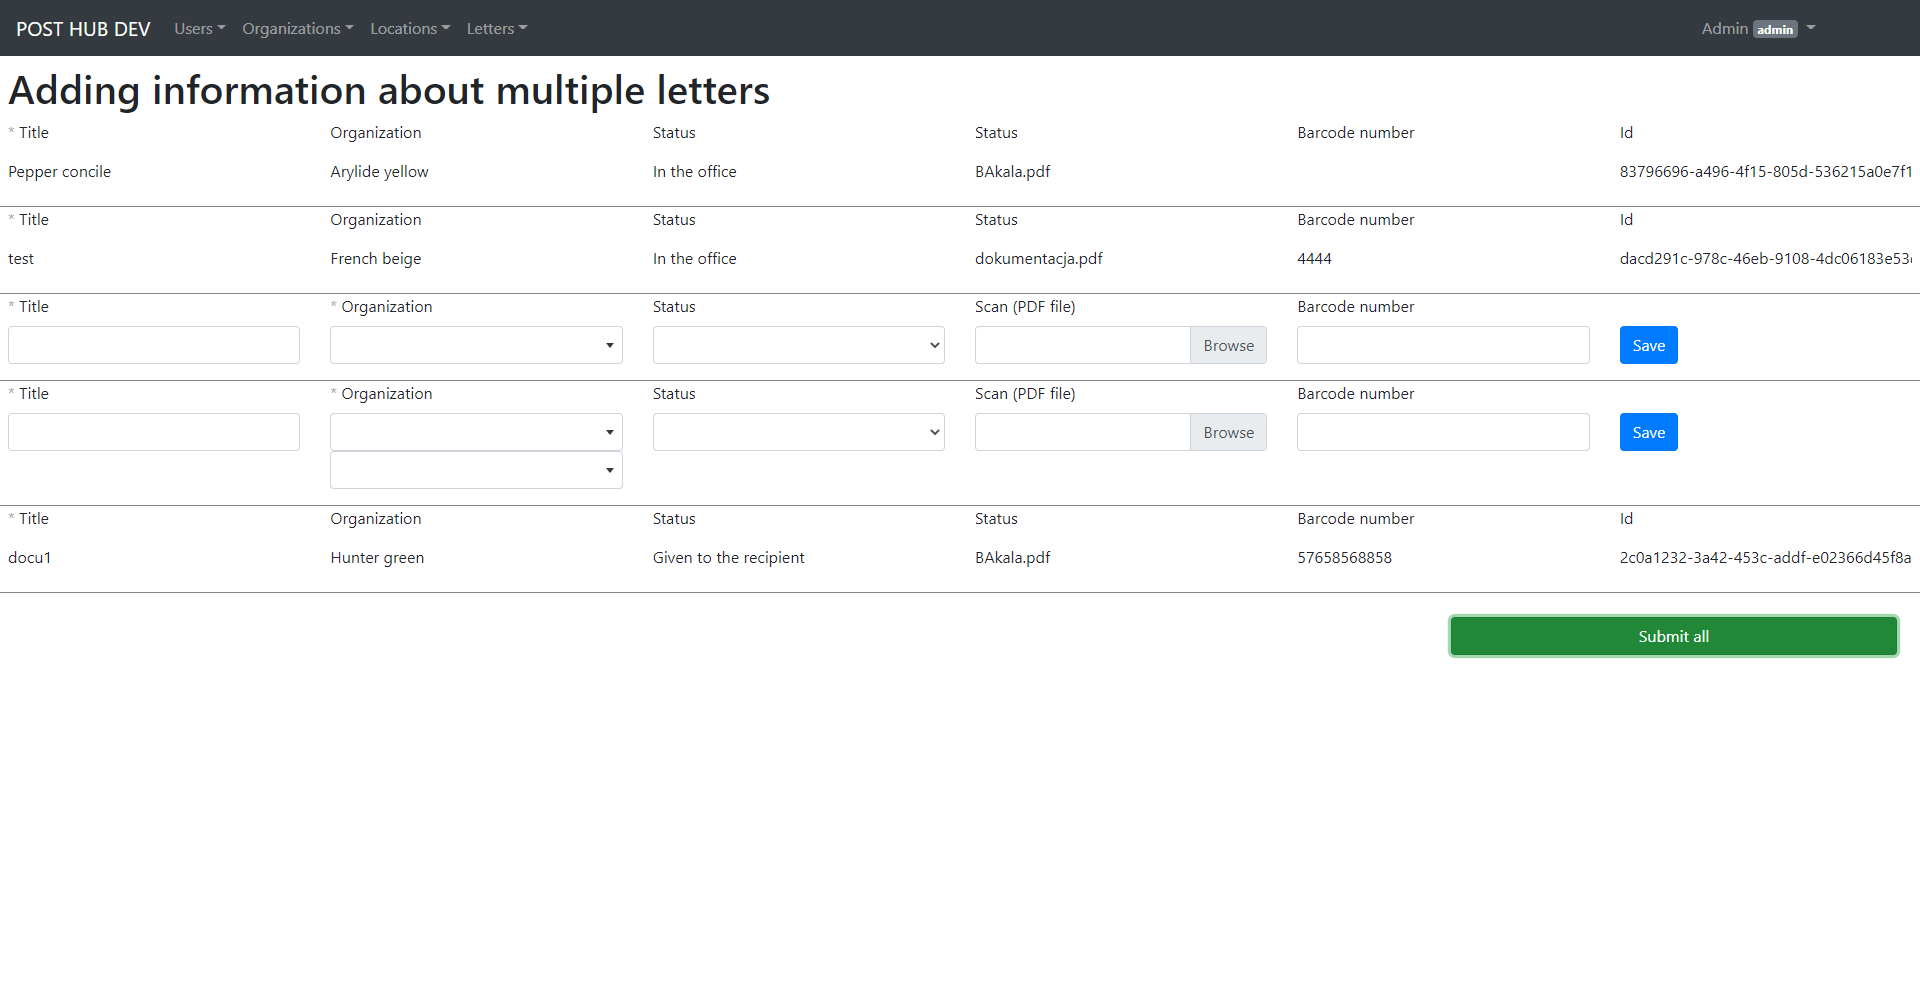 POST HUB DEV Users Organizations Locations Letters Admin admin
Adding information about multiple letters
* Title Organization Status Status Barcode number Id
Pepper concile Arylide yellow In the office BAkala.pdf 83796696-a496-4f15-805d-536215a0e7f1
* Title Organization Status Status Barcode number Id
test French beige In the office dokumentacja.pdf 4444 dacd291c-978c-46eb-9108-4dc06183e53
* Title * Organization Status Scan (PDF file) Barcode number
Browse Save
* Title * Organization Status Scan (PDF file) Barcode number
Browse Save
* Title Organization Status Status Barcode number Id
docu1 Hunter green Given to the recipient BAkala.pdf 57658568858 2c0a1232-3a42-453c-addf-e02366d45f8a
Submit all